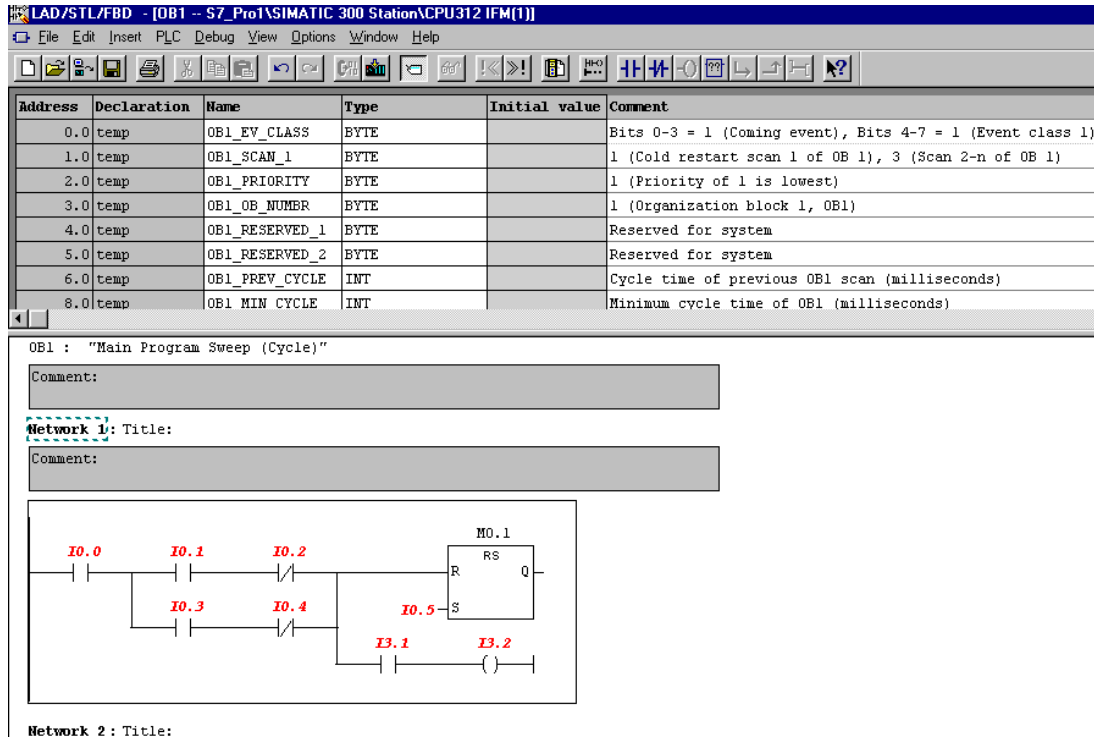 LAD/STL/FBD - [OB1 -- S7_Pro1\SIMATIC 300 Station\CPU312 IFM(1)]
File Edit Insert PLC Debug View Options Window Help
Address Declaration Name Type Initial value Comment
0.0 temp OB1_EV_CLASS BYTE Bits 0-3 = 1 (Coming event), Bits 4-7 = 1 (Event class 1)
1.0 temp OB1_SCAN_1 BYTE 1 (Cold restart scan 1 of OB 1), 3 (Scan 2-n of OB 1)
2.0 temp OB1_PRIORITY BYTE 1 (Priority of 1 is lowest)
3.0 temp OB1_OB_NUMBR BYTE 1 (Organization block 1, OB1)
4.0 temp OB1_RESERVED_1 BYTE Reserved for system
5.0 temp OB1_RESERVED_2 BYTE Reserved for system
6.0 temp OB1_PREV_CYCLE INT Cycle time of previous OB1 scan (milliseconds)
8.0 temp OB1_MIN_CYCLE INT Minimum cycle time of OB1 (milliseconds)
OB1 : "Main Program Sweep (Cycle)"
Comment:
Network 1: Title:
Comment:
M0.1
I0.0 I0.1 I0.2 RS
R Q
I0.3 I0.4 I0.5 S
I3.1 I3.2
Network 2: Title: